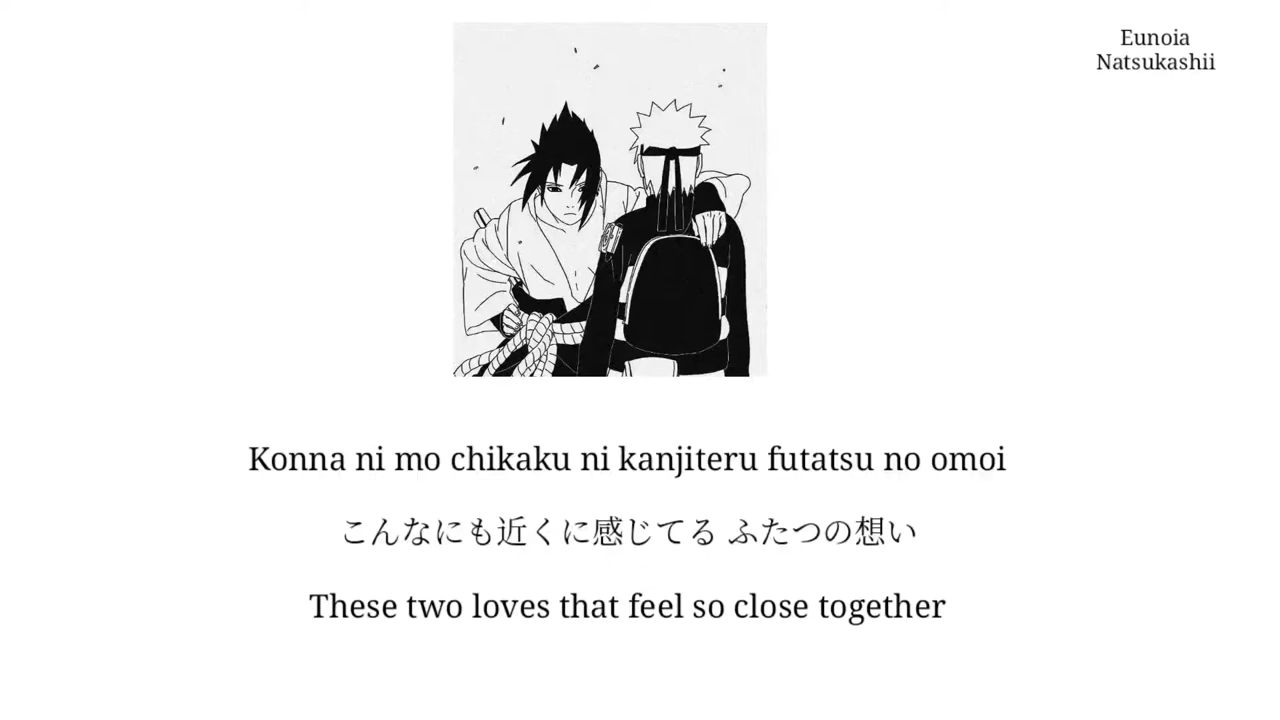 Eunoia
Natsukashii
Konna ni mo chikaku ni kanjiteru futatsu no omoi
こんなにも近くに感じてる ふたつの想い
These two loves that feel so close together